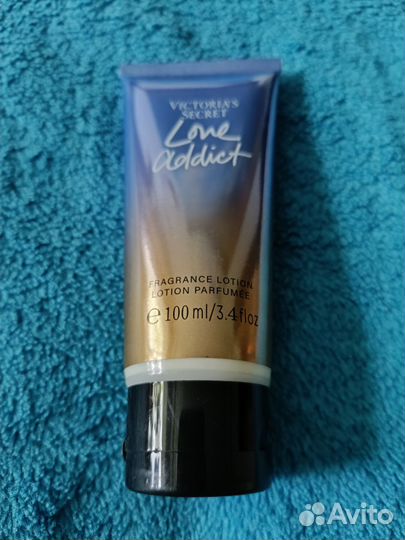 VICTORIA'S
SECRET
Love
addict
FRAGRANCE LOTION
LOTION PARFUMÉE
℮ 100 ml/3.4 fl oz
Avito